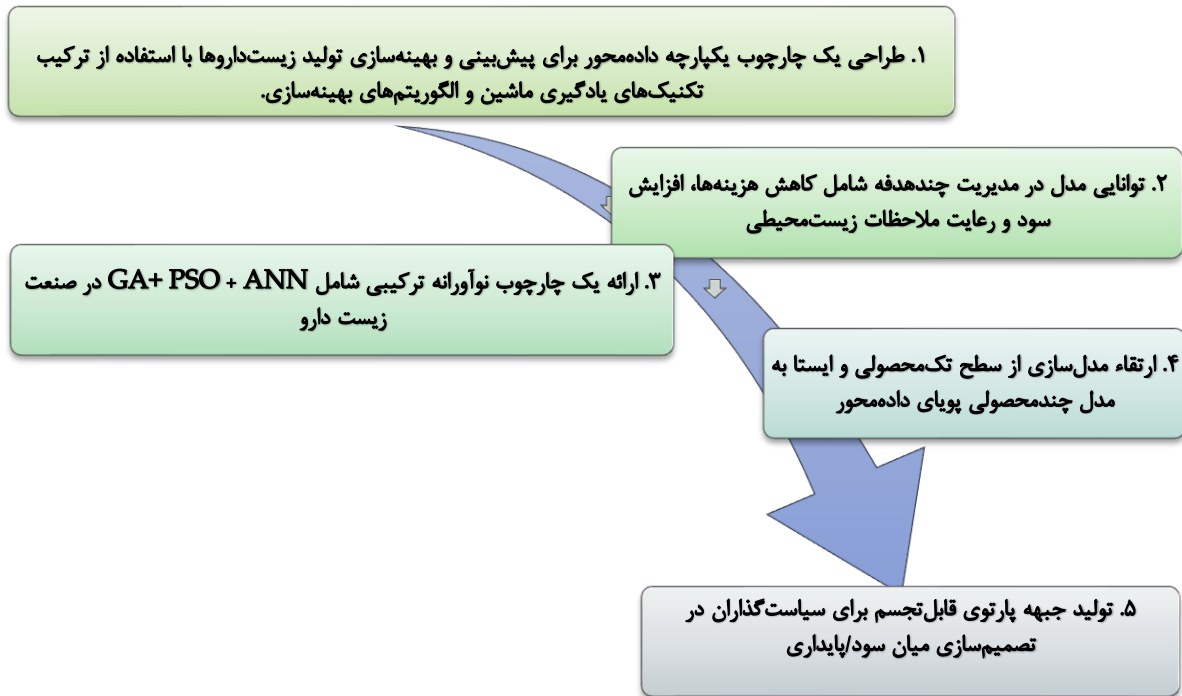 ۱. طراحی یک چارچوب یکپارچه داده‌محور برای پیش‌بینی و بهینه‌سازی تولید زیست‌داروها با استفاده از ترکیب
تکنیک‌های یادگیری ماشین و الگوریتم‌های بهینه‌سازی.
۲. توانایی مدل در مدیریت چندهدفه شامل کاهش هزینه‌ها، افزایش
سود و رعایت ملاحظات زیست‌محیطی
۳. ارائه یک چارچوب نوآورانه ترکیبی شامل GA+ PSO + ANN در صنعت
زیست دارو
۴. ارتقاء مدل‌سازی از سطح تک‌محصولی و ایستا به
مدل چندمحصولی پویای داده‌محور
۵. تولید جبهه پارتوی قابل‌تجسم برای سیاست‌گذاران در
تصمیم‌سازی میان سود/پایداری